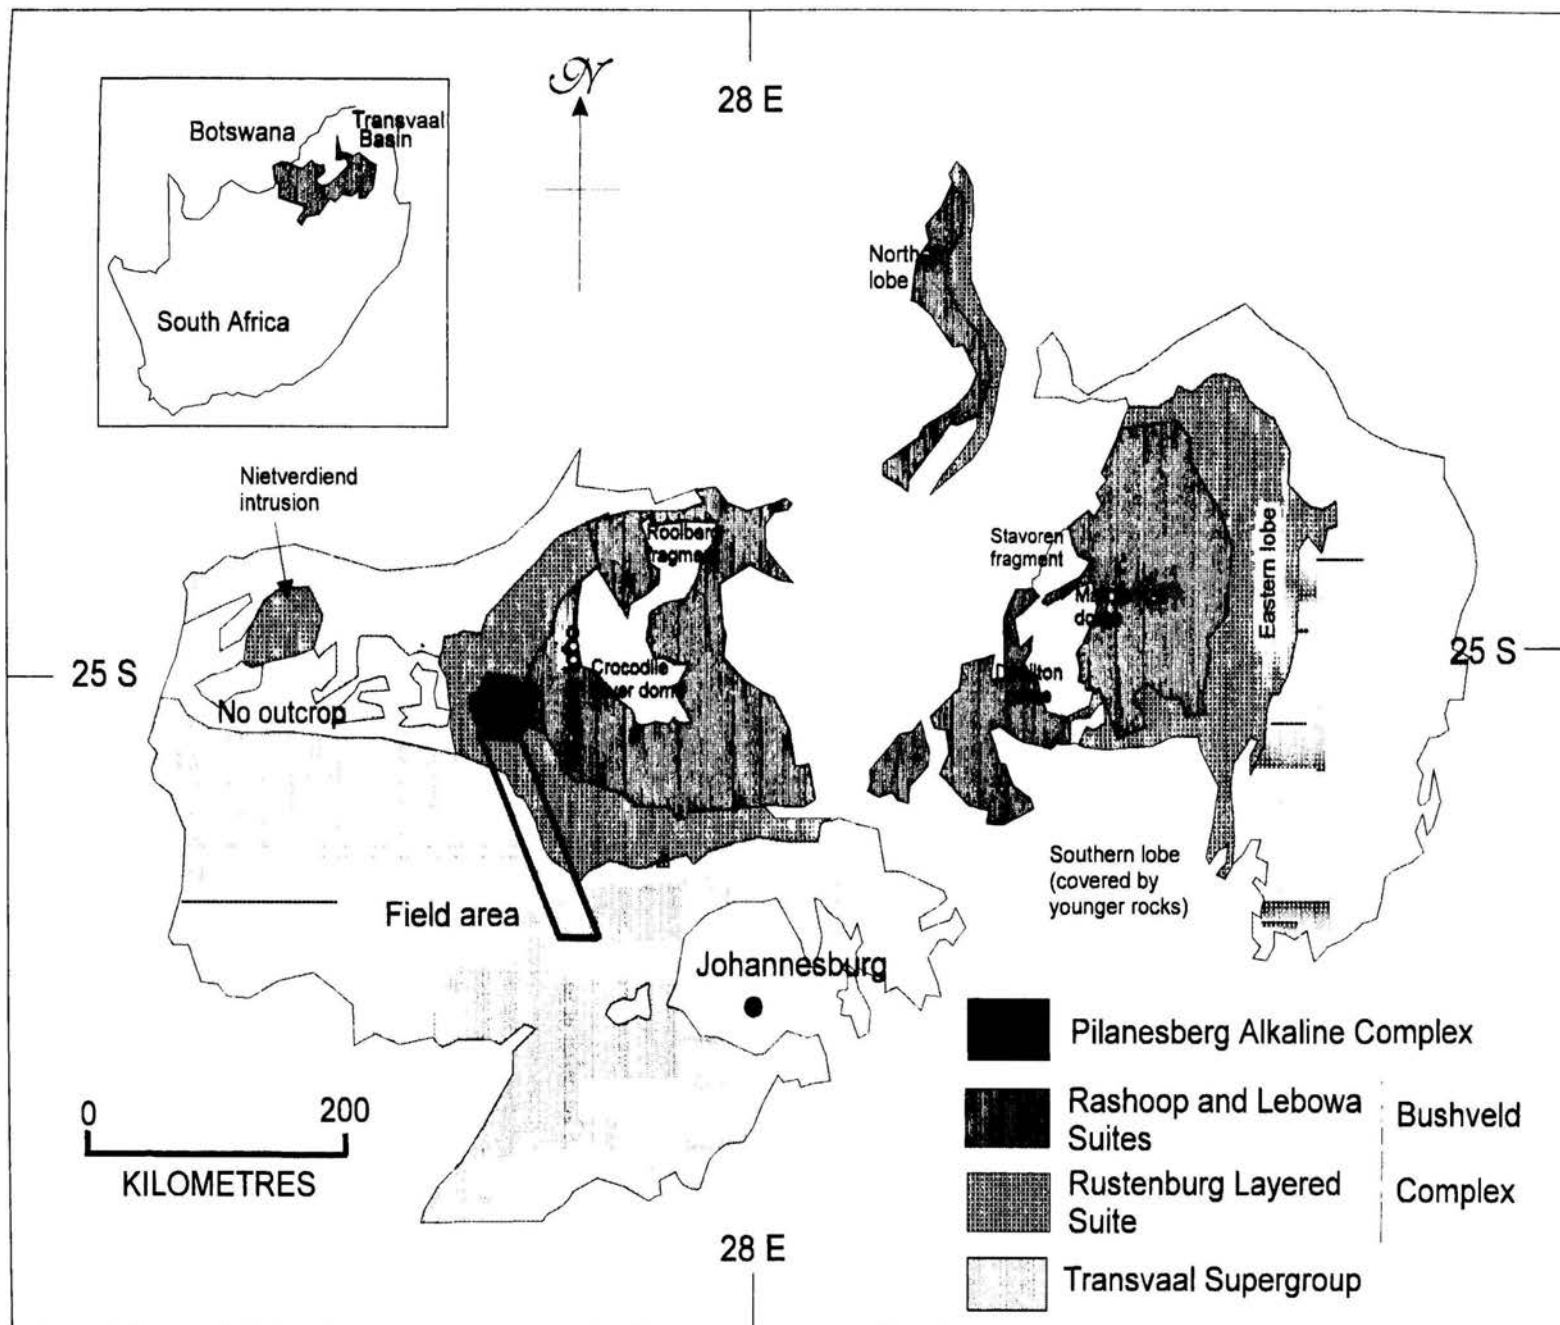 N
28 E
Botswana
Transvaal
Basin
South Africa
lobe
Nietverdiend
intrusion
Stavoren
fragment
Eastern lobe
25 S
Crocodile
25 S
No outcrop
Field area
Southern lobe
(covered by
younger rocks)
Johannesburg
0 200
KILOMETRES
28 E
Pilanesberg Alkaline Complex
Rashoop and Lebowa
Suites
Rustenburg Layered
Suite
Bushveld
Complex
Transvaal Supergroup